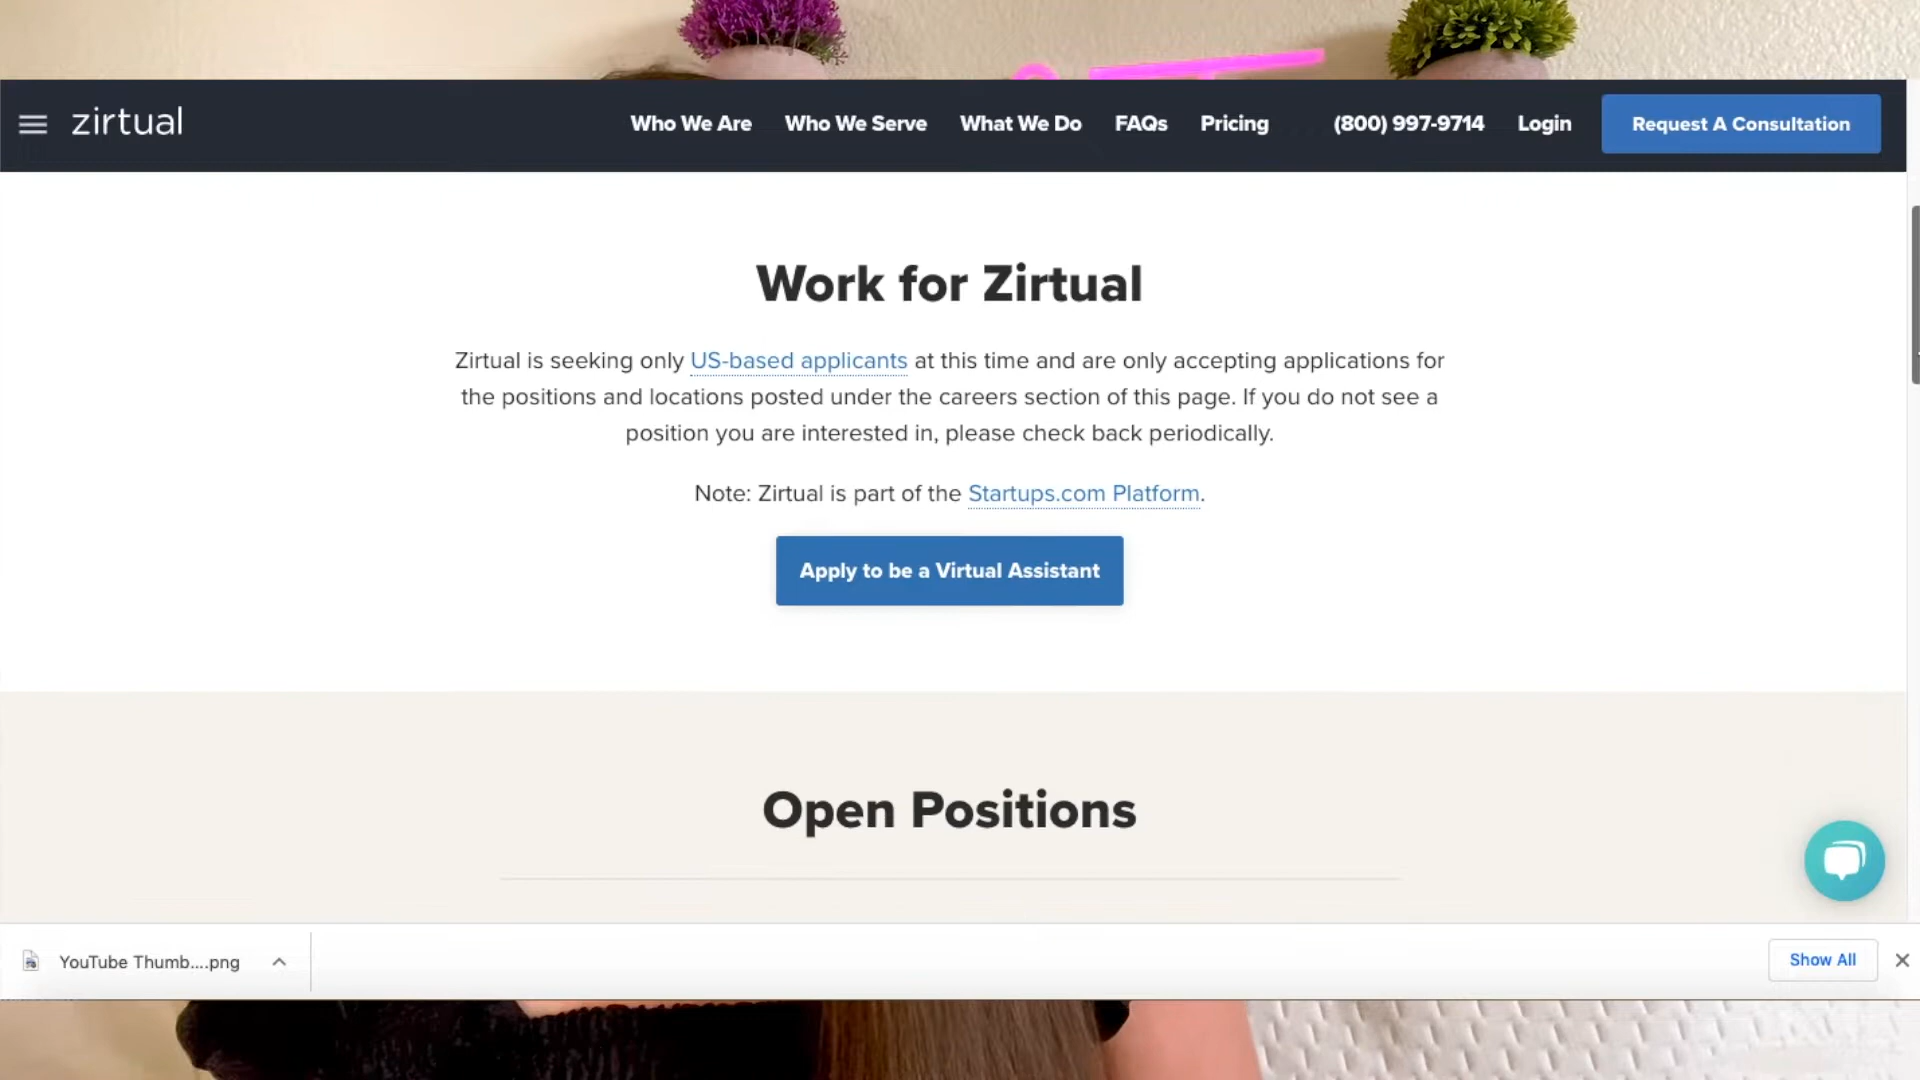 zirtual
Who We Are
Who We Serve
What We Do
FAQs
Pricing
(800) 997-9714
Login
Request A Consultation
Work for Zirtual
Zirtual is seeking only US-based applicants at this time and are only accepting applications for
the positions and locations posted under the careers section of this page. If you do not see a
position you are interested in, please check back periodically.
Note: Zirtual is part of the Startups.com Platform.
Apply to be a Virtual Assistant
Open Positions
YouTube Thumb....png
Show All